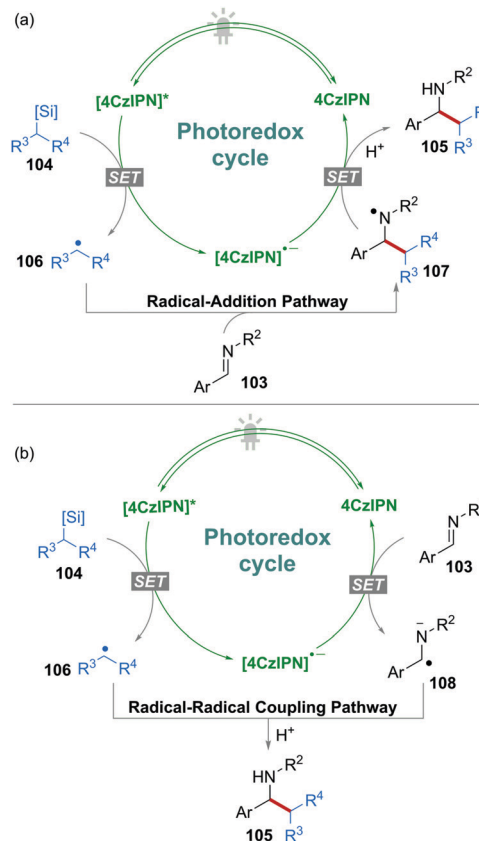 (a)
[4CzIPN]*
4CzIPN
[Si]
R³
R⁴
104
Photoredox
cycle
SET
SET
HN
R²
Ar
R³
105
H⁺
106
R³
R⁴
[4CzIPN]•−
N
R²
Ar
R⁴
R³
107
Radical-Addition Pathway
N
R²
Ar
103
(b)
[4CzIPN]*
4CzIPN
[Si]
R³
R⁴
104
Photoredox
cycle
N
Ar
103
SET
SET
106
R³
R⁴
[4CzIPN]•−
N
−
R²
Ar
108
Radical-Radical Coupling Pathway
H⁺
HN
R²
Ar
R⁴
R³
105